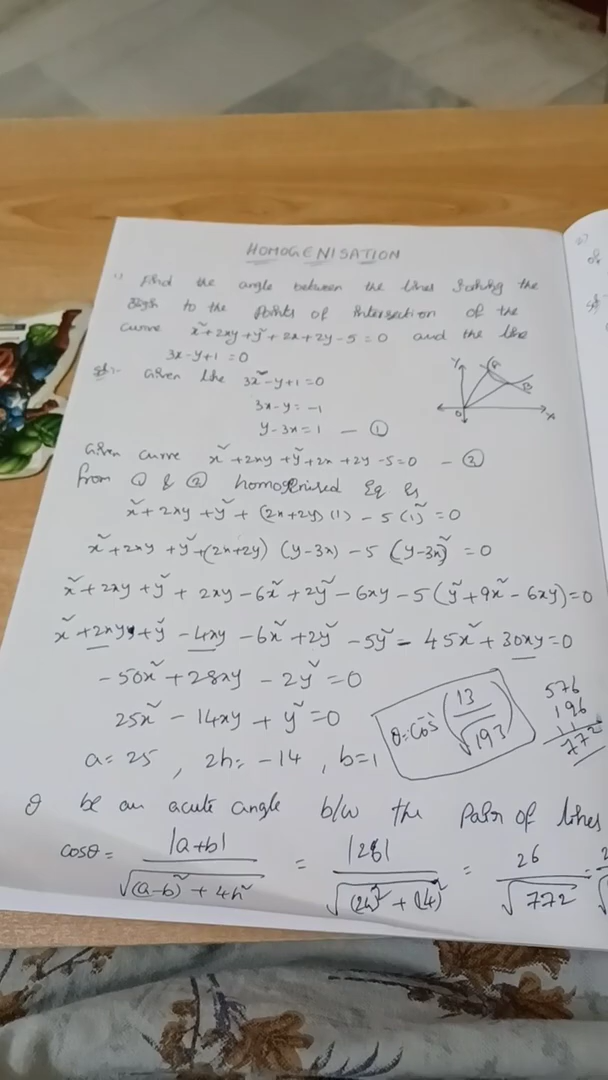 HOMOGENISATION
1) Find the angle between the lines Joining the
origin to the points of intersection of the
curve x²+2xy+y²+2x+2y-5=0 and the line
3x-y+1=0
Sol:- Given line 3x-y+1=0
3x-y=-1
y-3x=1 — ①
Given curve x²+2xy+y²+2x+2y-5=0 — ②
from ① & ② homogenised Eq is
x²+2xy+y²+(2x+2y)(1)-5(1)²=0
x²+2xy+y²+(2x+2y)(y-3x)-5(y-3x)²=0
x²+2xy+y²+2xy-6x²+2y²-6xy-5(y²+9x²-6xy)=0
x²+2xy+y²-4xy-6x²+2y²-5y²-45x²+30xy=0
-50x²+28xy-2y²=0
25x²-14xy+y²=0
a=25, 2h=-14, b=1
θ=cos⁻¹(13/√193)
576
196
11
772
θ be an acute angle b/w the pair of lines
cosθ= |a+b|/√(a-b)²+4h² = |26|/√(24)²+(14)² = 26/√772 =
Y
A
B
O
X